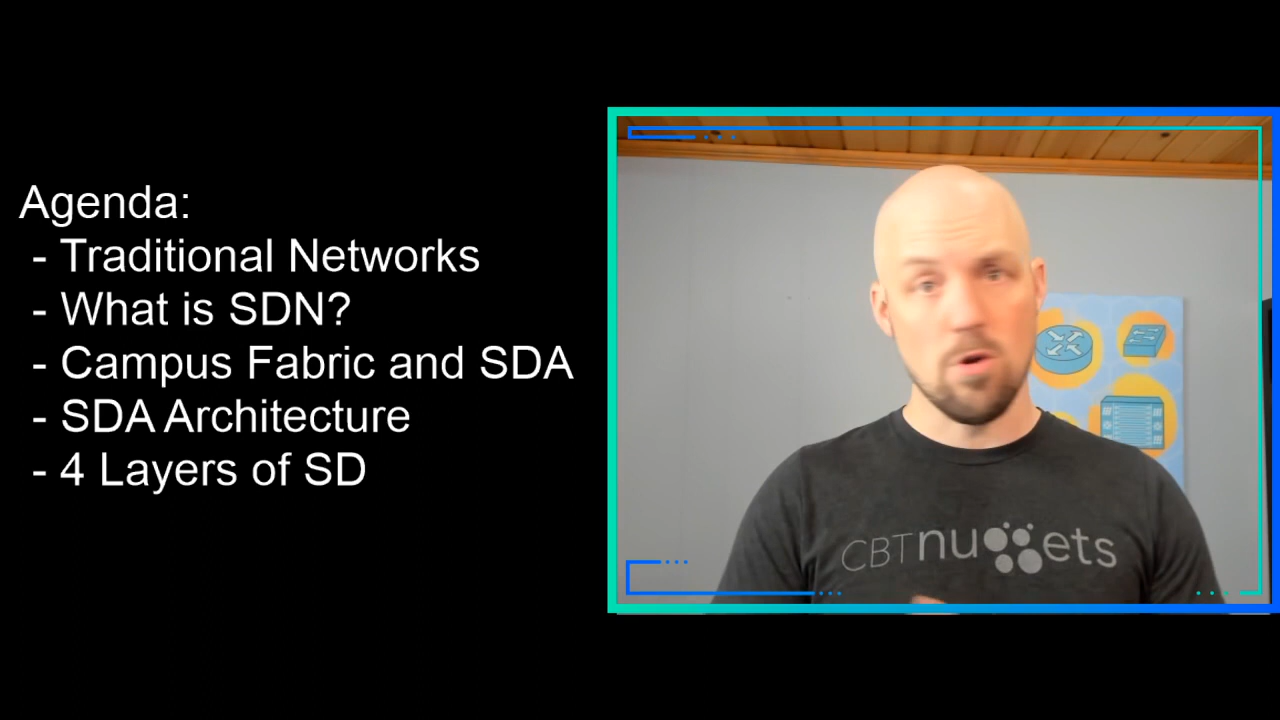 Agenda:
- Traditional Networks
- What is SDN?
- Campus Fabric and SDA
- SDA Architecture
- 4 Layers of SD
CBTnuggets